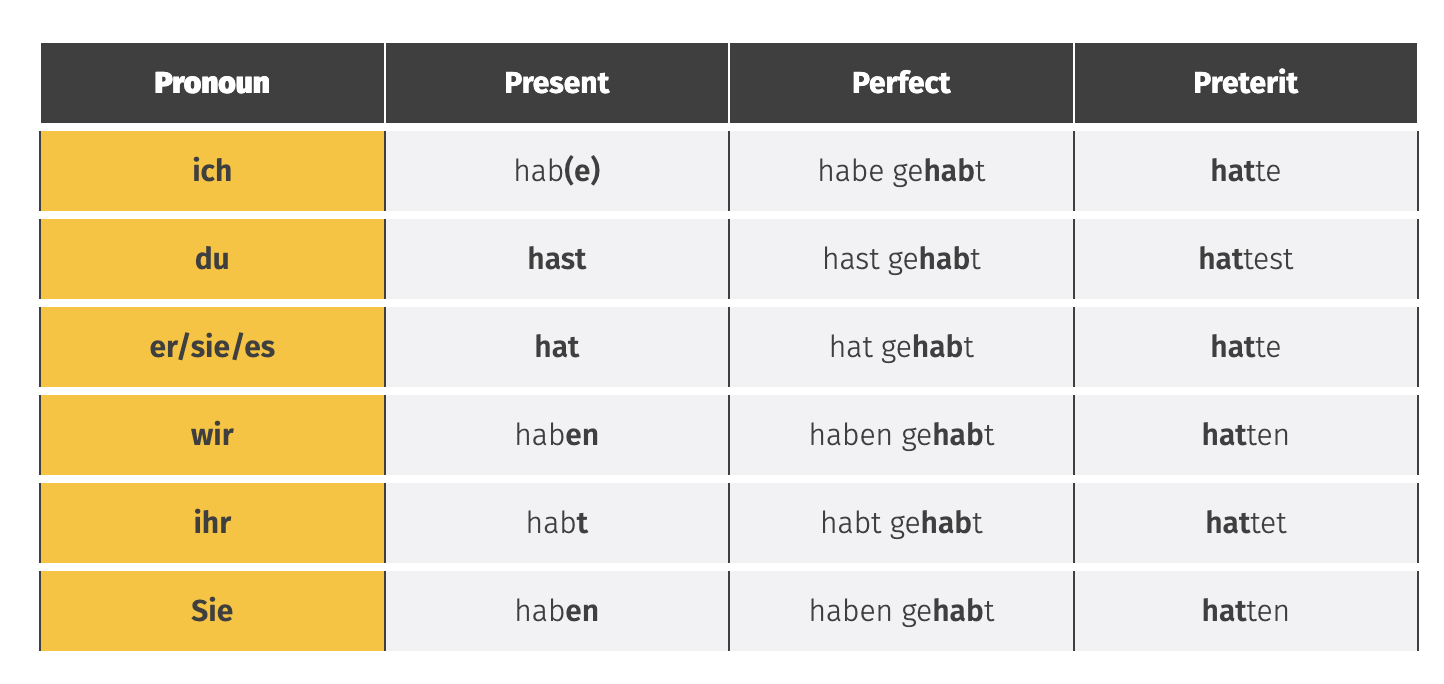 Pronoun Present Perfect Preterit
ich hab(e) habe gehabt hatte
du hast hast gehabt hattest
er/sie/es hat hat gehabt hatte
wir haben haben gehabt hatten
ihr habt habt gehabt hattet
Sie haben haben gehabt hatten